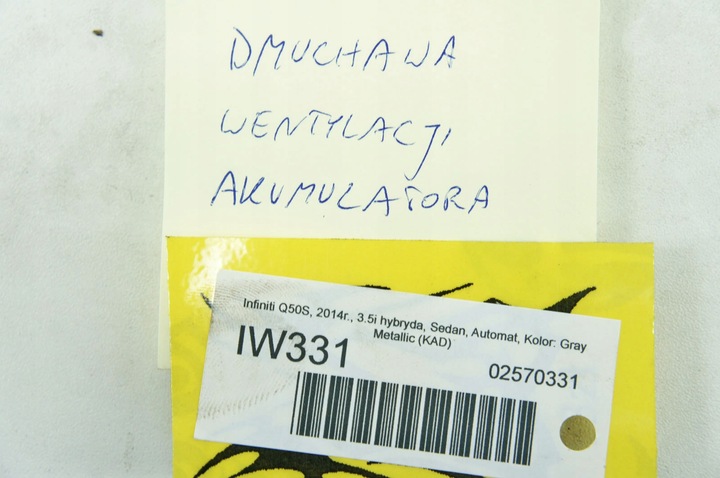 DMUCHAWA
WENTYLACJI
AKUMULATORA
Infiniti Q50S, 2014r., 3.5i hybryda, Sedan, Automat, Kolor: Gray
Metallic (KAD)
IW331
02570331